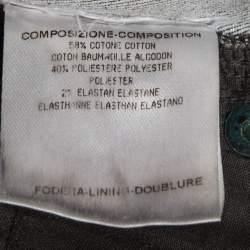 COMPOSIZIONE-COMPOSITION
58% COTONE COTTON
COTON BAUMWOLLE ALGODON
40% POLIESTERE POLYESTER
POLIESTER
2% ELASTAN ELASTANE
ELASTHANNE ELASTHAN ELASTANO
FODERA-LINING-DOUBLURE